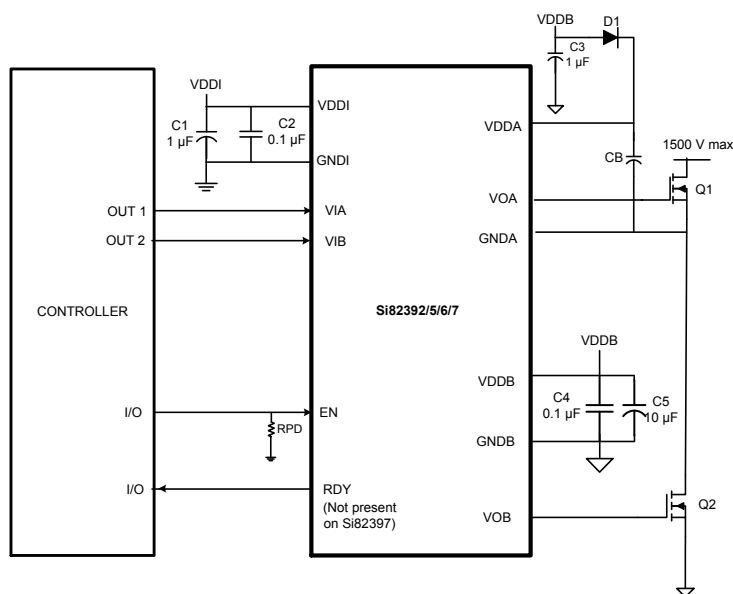 VDDB
D1
C3
1 µF
VDDI
C1
1 µF
C2
0.1 µF
VDDI
GNDI
VDDA
CB
1500 V max
Q1
VOA
GNDA
OUT 1
VIA
OUT 2
VIB
CONTROLLER
Si82392/5/6/7
VDDB
VDDB
C4
0.1 µF
C5
10 µF
I/O
EN
RPD
GNDB
I/O
RDY
(Not present
on Si82397)
VOB
Q2